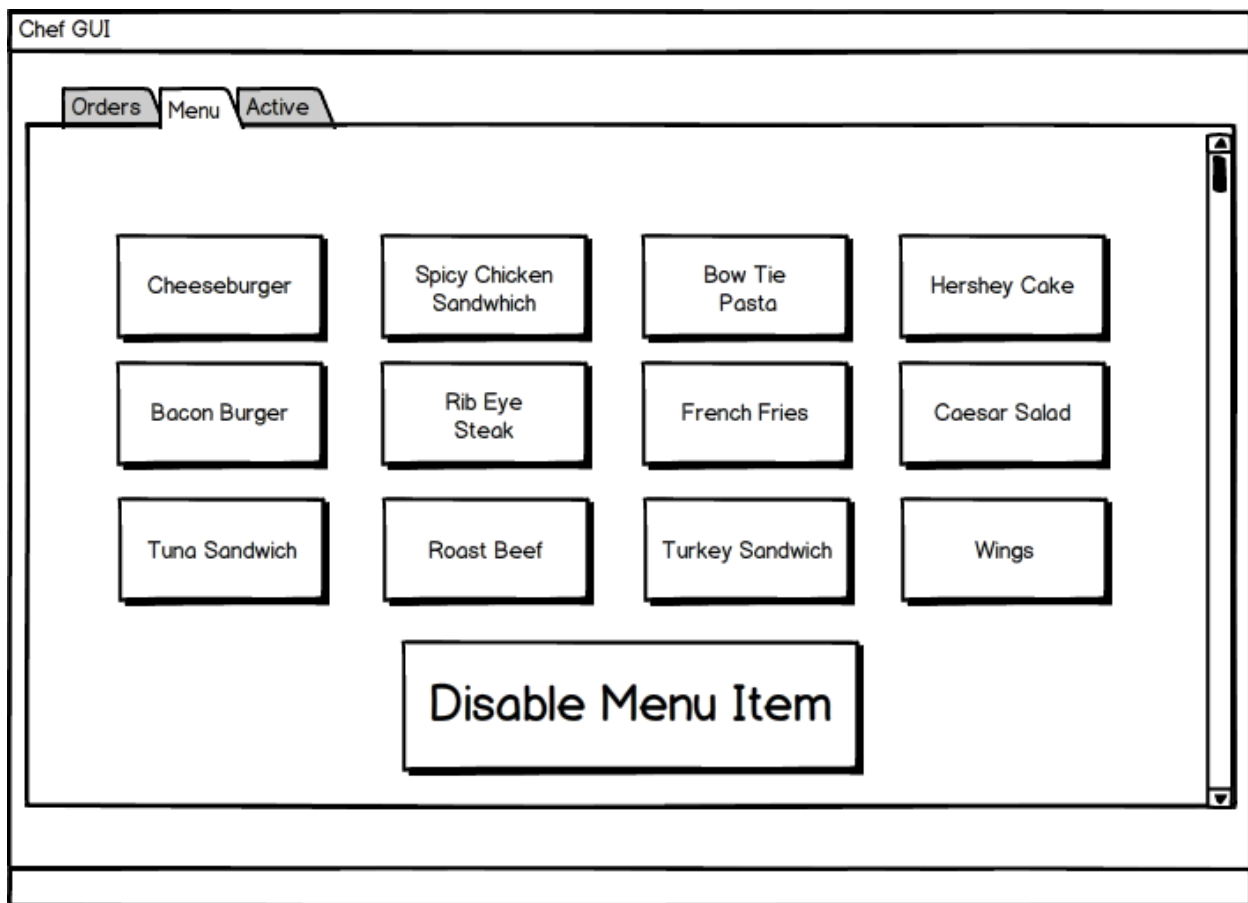 Chef GUI
Orders Menu Active
Cheeseburger
Spicy Chicken
Sandwhich
Bow Tie
Pasta
Hershey Cake
Bacon Burger
Rib Eye
Steak
French Fries
Caesar Salad
Tuna Sandwich
Roast Beef
Turkey Sandwich
Wings
Disable Menu Item